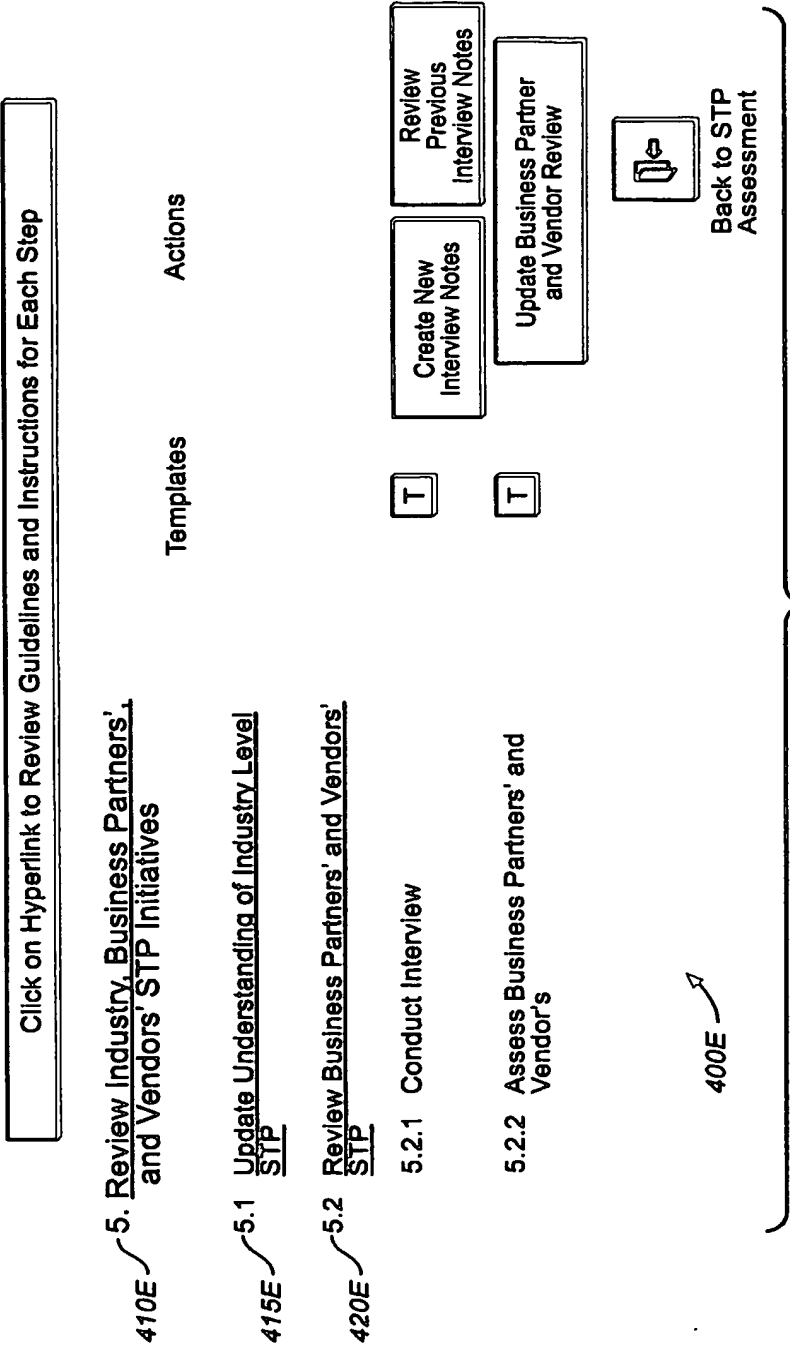 Click on Hyperlink to Review Guidelines and Instructions for Each Step
410E
5. Review Industry, Business Partners',
and Vendors' STP Initiatives
Templates
Actions
415E
5.1 Update Understanding of Industry Level
STP
420E
5.2 Review Business Partners' and Vendors'
STP
5.2.1 Conduct Interview
T
Create New
Interview Notes
Review
Previous
Interview Notes
5.2.2 Assess Business Partners' and
Vendor's
T
Update Business Partner
and Vendor Review
Back to STP
Assessment
400E